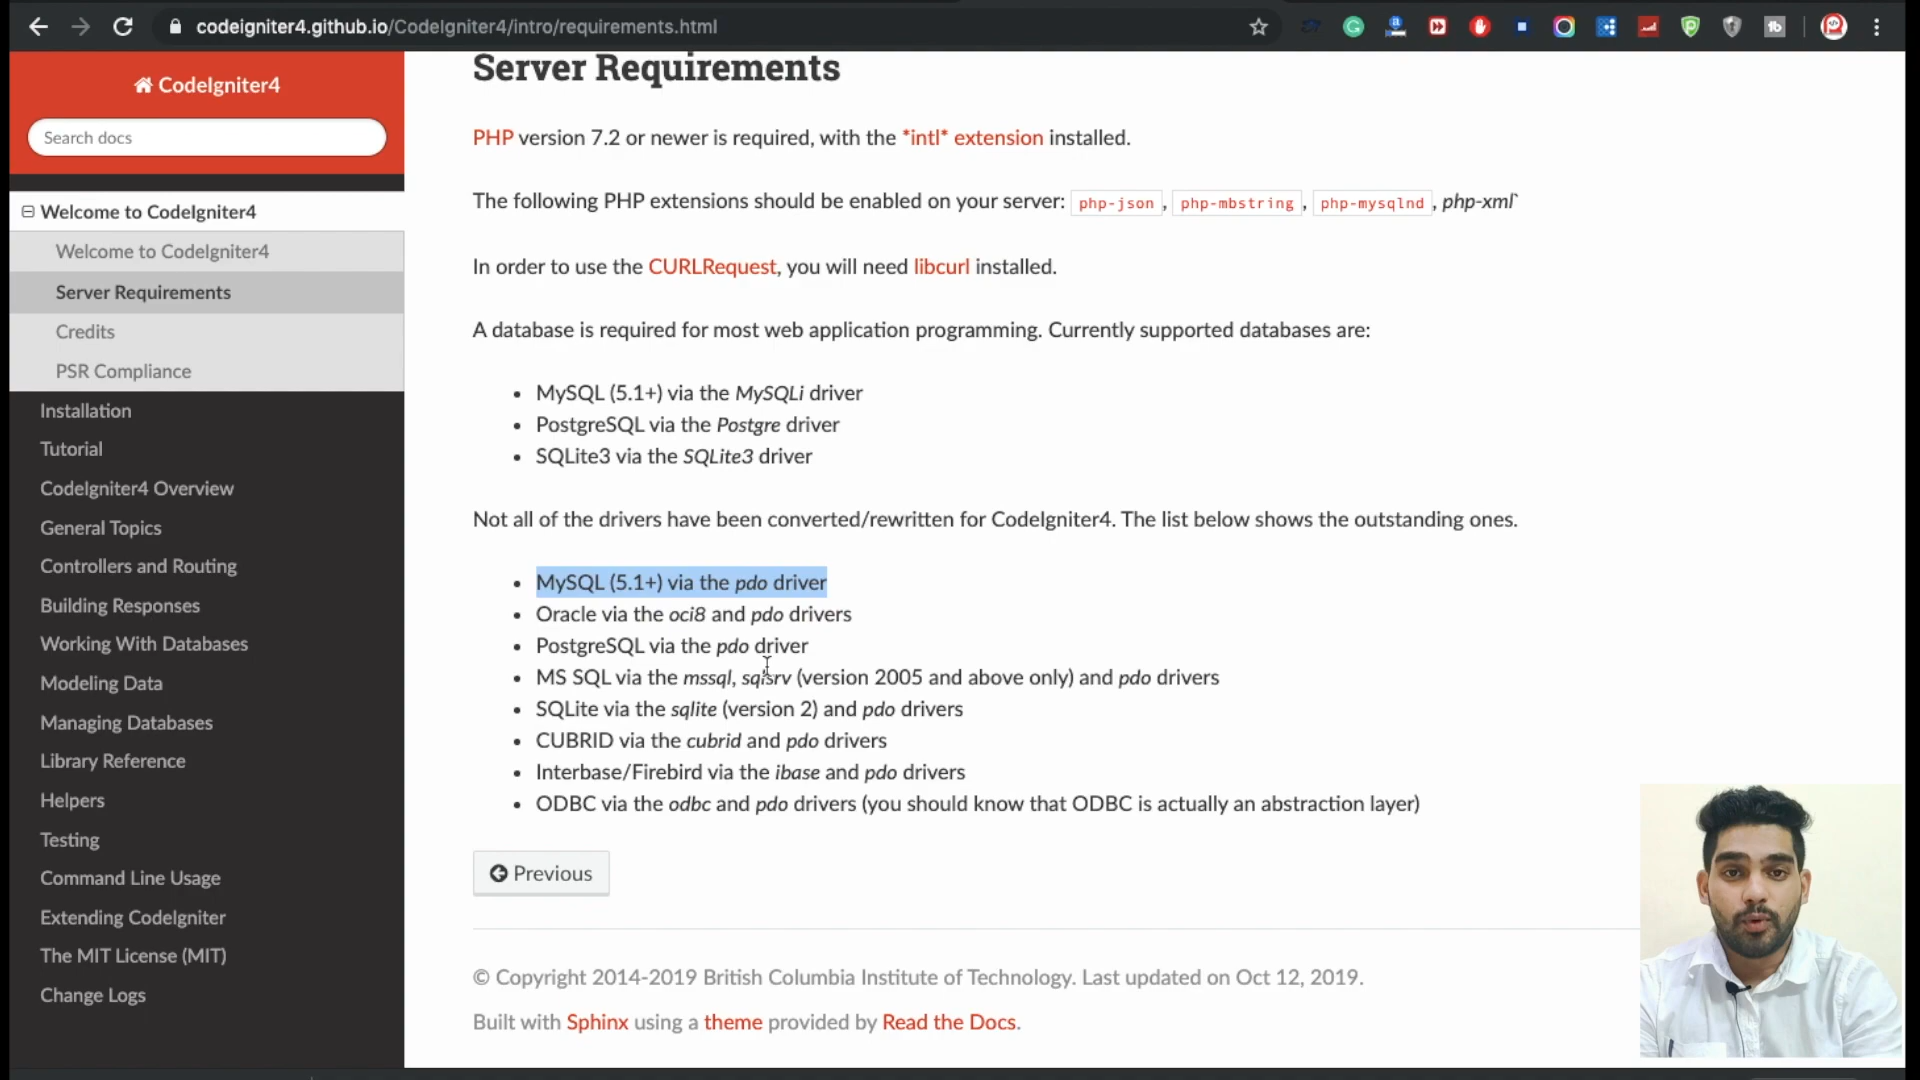 codeigniter4.github.io/CodeIgniter4/intro/requirements.html
CodeIgniter4
Search docs
Welcome to CodeIgniter4
Welcome to CodeIgniter4
Server Requirements
Credits
PSR Compliance
Installation
Tutorial
CodeIgniter4 Overview
General Topics
Controllers and Routing
Building Responses
Working With Databases
Modeling Data
Managing Databases
Library Reference
Helpers
Testing
Command Line Usage
Extending CodeIgniter
The MIT License (MIT)
Change Logs
Server Requirements
PHP version 7.2 or newer is required, with the *intl* extension installed.
The following PHP extensions should be enabled on your server: php-json, php-mbstring, php-mysqlnd, php-xml`
In order to use the CURLRequest, you will need libcurl installed.
A database is required for most web application programming. Currently supported databases are:
• MySQL (5.1+) via the MySQLi driver
• PostgreSQL via the Postgre driver
• SQLite3 via the SQLite3 driver
Not all of the drivers have been converted/rewritten for CodeIgniter4. The list below shows the outstanding ones.
• MySQL (5.1+) via the pdo driver
• Oracle via the oci8 and pdo drivers
• PostgreSQL via the pdo driver
• MS SQL via the mssql, sqlsrv (version 2005 and above only) and pdo drivers
• SQLite via the sqlite (version 2) and pdo drivers
• CUBRID via the cubrid and pdo drivers
• Interbase/Firebird via the ibase and pdo drivers
• ODBC via the odbc and pdo drivers (you should know that ODBC is actually an abstraction layer)
Previous
© Copyright 2014-2019 British Columbia Institute of Technology. Last updated on Oct 12, 2019.
Built with Sphinx using a theme provided by Read the Docs.